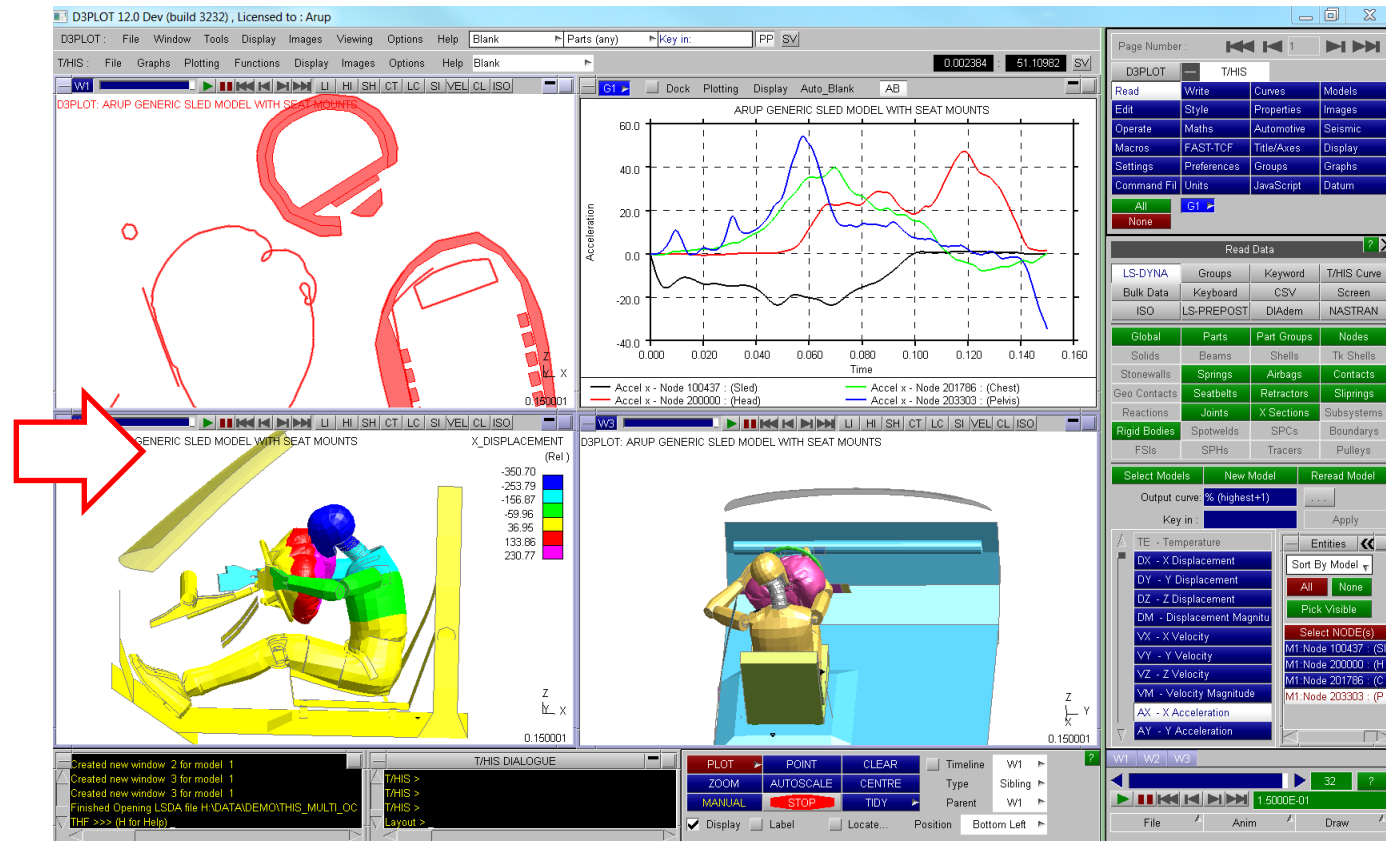 D3PLOT 12.0 Dev (build 3232) , Licensed to : Arup
D3PLOT : File Window Tools Display Images Viewing Options Help Blank Parts (any) Key in: PP SV
T/HIS : File Graphs Plotting Functions Display Images Options Help Blank 0.002384 : 51.10982 SV
W1 LI HI SH CT LC SI VEL CL ISO
D3PLOT: ARUP GENERIC SLED MODEL WITH SEAT MOUNTS
Z
Y X
0.150001
G1 Dock Plotting Display Auto_Blank AB
ARUP GENERIC SLED MODEL WITH SEAT MOUNTS
60.0
40.0
20.0
0.0
-20.0
-40.0
Acceleration
0.000 0.020 0.040 0.060 0.080 0.100 0.120 0.140 0.160
Time
Accel x - Node 100437 : (Sled) Accel x - Node 201786 : (Chest)
Accel x - Node 200000 : (Head) Accel x - Node 203303 : (Pelvis)
LI HI SH CT LC SI VEL CL ISO
GENERIC SLED MODEL WITH SEAT MOUNTS
X_DISPLACEMENT
(Rel )
-350.70
-253.79
-156.87
-59.96
36.95
133.86
230.77
Z
Y X
0.150001
W3 LI HI SH CT LC SI VEL CL ISO
D3PLOT: ARUP GENERIC SLED MODEL WITH SEAT MOUNTS
Z
Y
X
0.150001
Created new window 2 for model 1
Created new window 3 for model 1
Created new window 3 for model 1
Finished Opening LSDA file H:\DATA\DEMO\THIS_MULTI_OC
THF >>> (H for Help)_
T/HIS DIALOGUE
T/HIS >
T/HIS >
T/HIS >
Layout >_
PLOT POINT CLEAR Timeline W1
ZOOM AUTOSCALE CENTRE Type Sibling
MANUAL STOP TIDY Parent W1
Display Label Locate... Position Bottom Left
?
Page Number : 1
D3PLOT T/HIS
Read Write Curves Models
Edit Style Properties Images
Operate Maths Automotive Seismic
Macros FAST-TCF Title/Axes Display
Settings Preferences Groups Graphs
Command Fil Units JavaScript Datum
All G1
None
Read Data ? X
LS-DYNA Groups Keyword T/HIS Curve
Bulk Data Keyboard CSV Screen
ISO LS-PREPOST DIAdem NASTRAN
Global Parts Part Groups Nodes
Solids Beams Shells Tk Shells
Stonewalls Springs Airbags Contacts
Geo Contacts Seatbelts Retractors Sliprings
Reactions Joints X Sections Subsystems
Rigid Bodies Spotwelds SPCs Boundarys
FSIs SPHs Tracers Pulleys
Select Models New Model Reread Model
Output curve: % (highest+1) . . .
Key in : Apply
TE - Temperature
DX - X Displacement
DY - Y Displacement
DZ - Z Displacement
DM - Displacement Magnitu
VX - X Velocity
VY - Y Velocity
VZ - Z Velocity
VM - Velocity Magnitude
AX - X Acceleration
AY - Y Acceleration
Entities
Sort By Model
All None
Pick Visible
Select NODE(s)
M1:Node 100437 : (Sl
M1:Node 200000 : (H
M1:Node 201786 : (C
M1:Node 203303 : (P
W1 W2 W3
32 ?
1.5000E-01
File Anim Draw